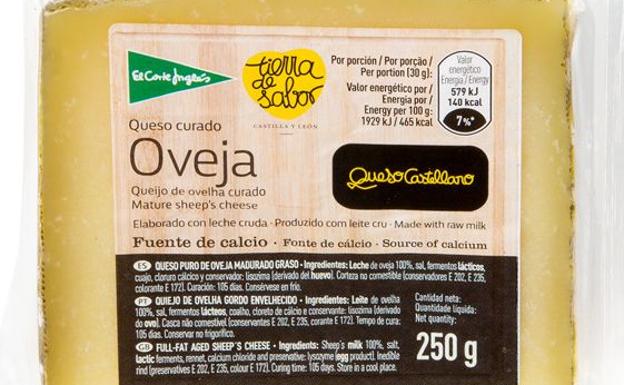 El Corte Inglés
tierra
de
sabor
CASTILLA Y LEÓN
Por porción / Por porção /
Per portion (30 g):
Valor energético por /
Energia por /
Energy per 100 g:
1929 kJ / 465 kcal
Valor
energético
Energia / Energy
579 kJ
140 kcal
7%*
Queso curado
Oveja
Queijo de ovelha curado
Mature sheep's cheese
Queso Castellano
Elaborado con leche cruda · Produzido com leite cru · Made with raw milk
Fuente de calcio · Fonte de cálcio · Source of calcium
ES QUESO PURO DE OVEJA MADURADO GRASO · Ingredientes: Leche de oveja 100%, sal, fermentos lácticos,
cuajo, cloruro cálcico y conservador: lisozima (derivado del huevo). Corteza no comestible (conservadores E 202, E 235,
colorante E 172). Curación: 105 días. Consérvese en frío.
PT QUEIJO DE OVELHA GORDO ENVELHECIDO · Ingredientes: Leite de ovelha
100%, sal, fermentos lácteos, coalho, cloreto de cálcio e conservante: lisozima (derivado
do ovo). Casca não comestível (conservantes E 202, E 235, corante E 172). Tempo de cura:
105 dias. Conservar no frigorífico.
GB FULL-FAT AGED SHEEP'S CHEESE · Ingredients: Sheep's milk 100%, salt,
lactic ferments, rennet, calcium chloride and preservative: lysozyme (egg product). Inedible
rind (preservatives E 202, E 235, colour E 172). Curing time: 105 days. Store in a cool place.
Cantidad neta:
Quantidade líquida:
Net quantity:
250 g